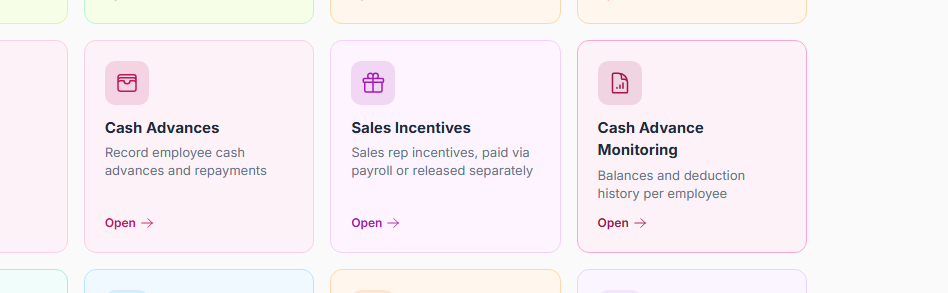 Cash Advances
Record employee cash
advances and repayments
Open
Sales Incentives
Sales rep incentives, paid via
payroll or released separately
Open
Cash Advance
Monitoring
Balances and deduction
history per employee
Open